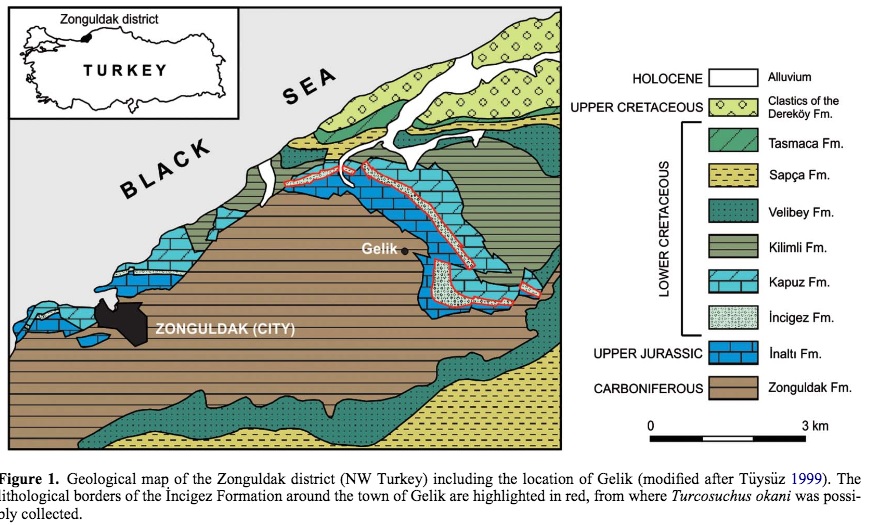 Zonguldak district
TURKEY
BLACK SEA
Gelik
ZONGULDAK (CITY)
HOLOCENE Alluvium
UPPER CRETACEOUS Clastics of the
Dereköy Fm.
LOWER CRETACEOUS
Tasmaca Fm.
Sapça Fm.
Velibey Fm.
Kilimli Fm.
Kapuz Fm.
İncigez Fm.
UPPER JURASSIC İnaltı Fm.
CARBONIFEROUS Zonguldak Fm.
0 3 km
Figure 1. Geological map of the Zonguldak district (NW Turkey) including the location of Gelik (modified after Tüysüz 1999). The
lithological borders of the İncigez Formation around the town of Gelik are highlighted in red, from where Turcosuchus okani was possi-
bly collected.